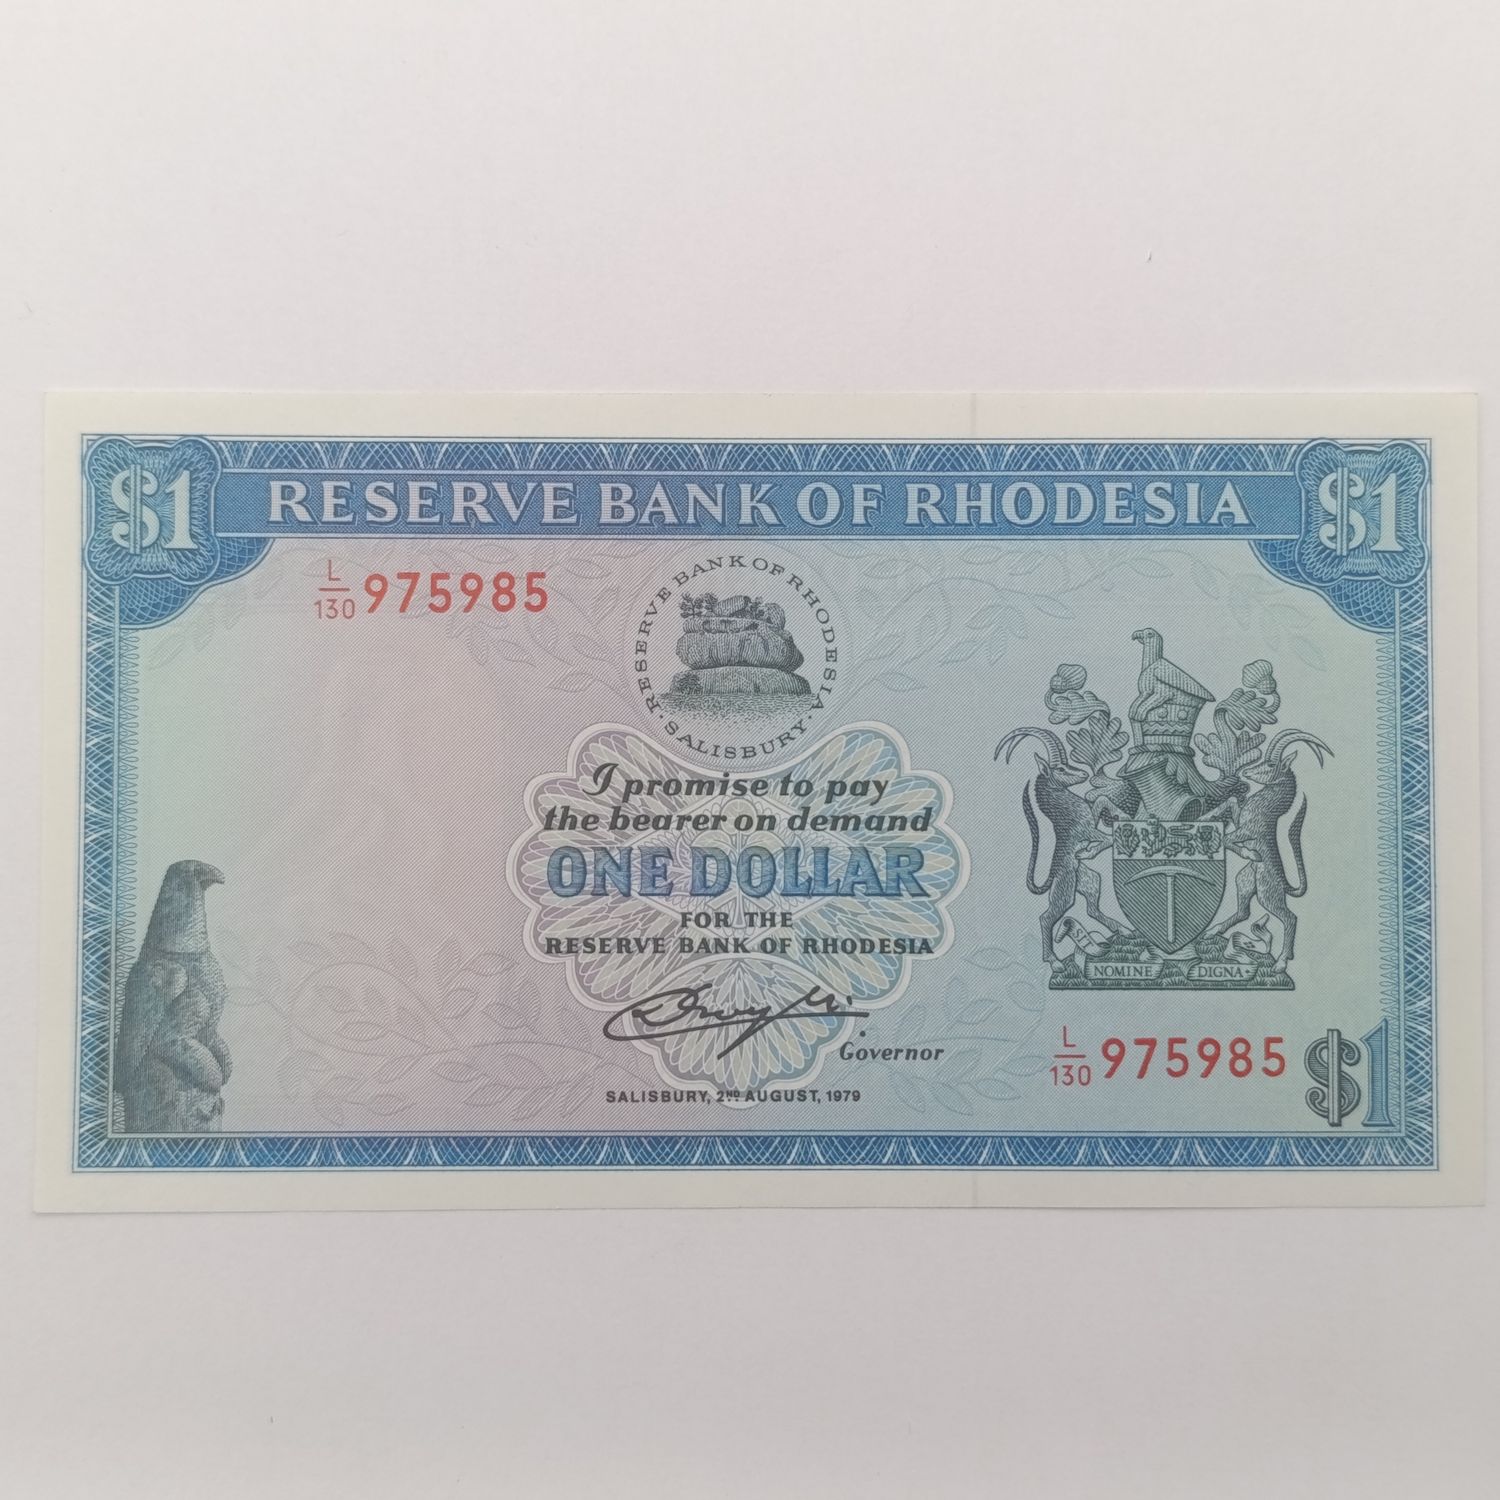 $1 RESERVE BANK OF RHODESIA $1
L/130 975985
RESERVE BANK OF RHODESIA
· SALISBURY ·
I promise to pay
the bearer on demand
ONE DOLLAR
FOR THE
RESERVE BANK OF RHODESIA
SIT
NOMINE DIGNA
Governor
L/130 975985 $1
SALISBURY, 2ND AUGUST, 1979